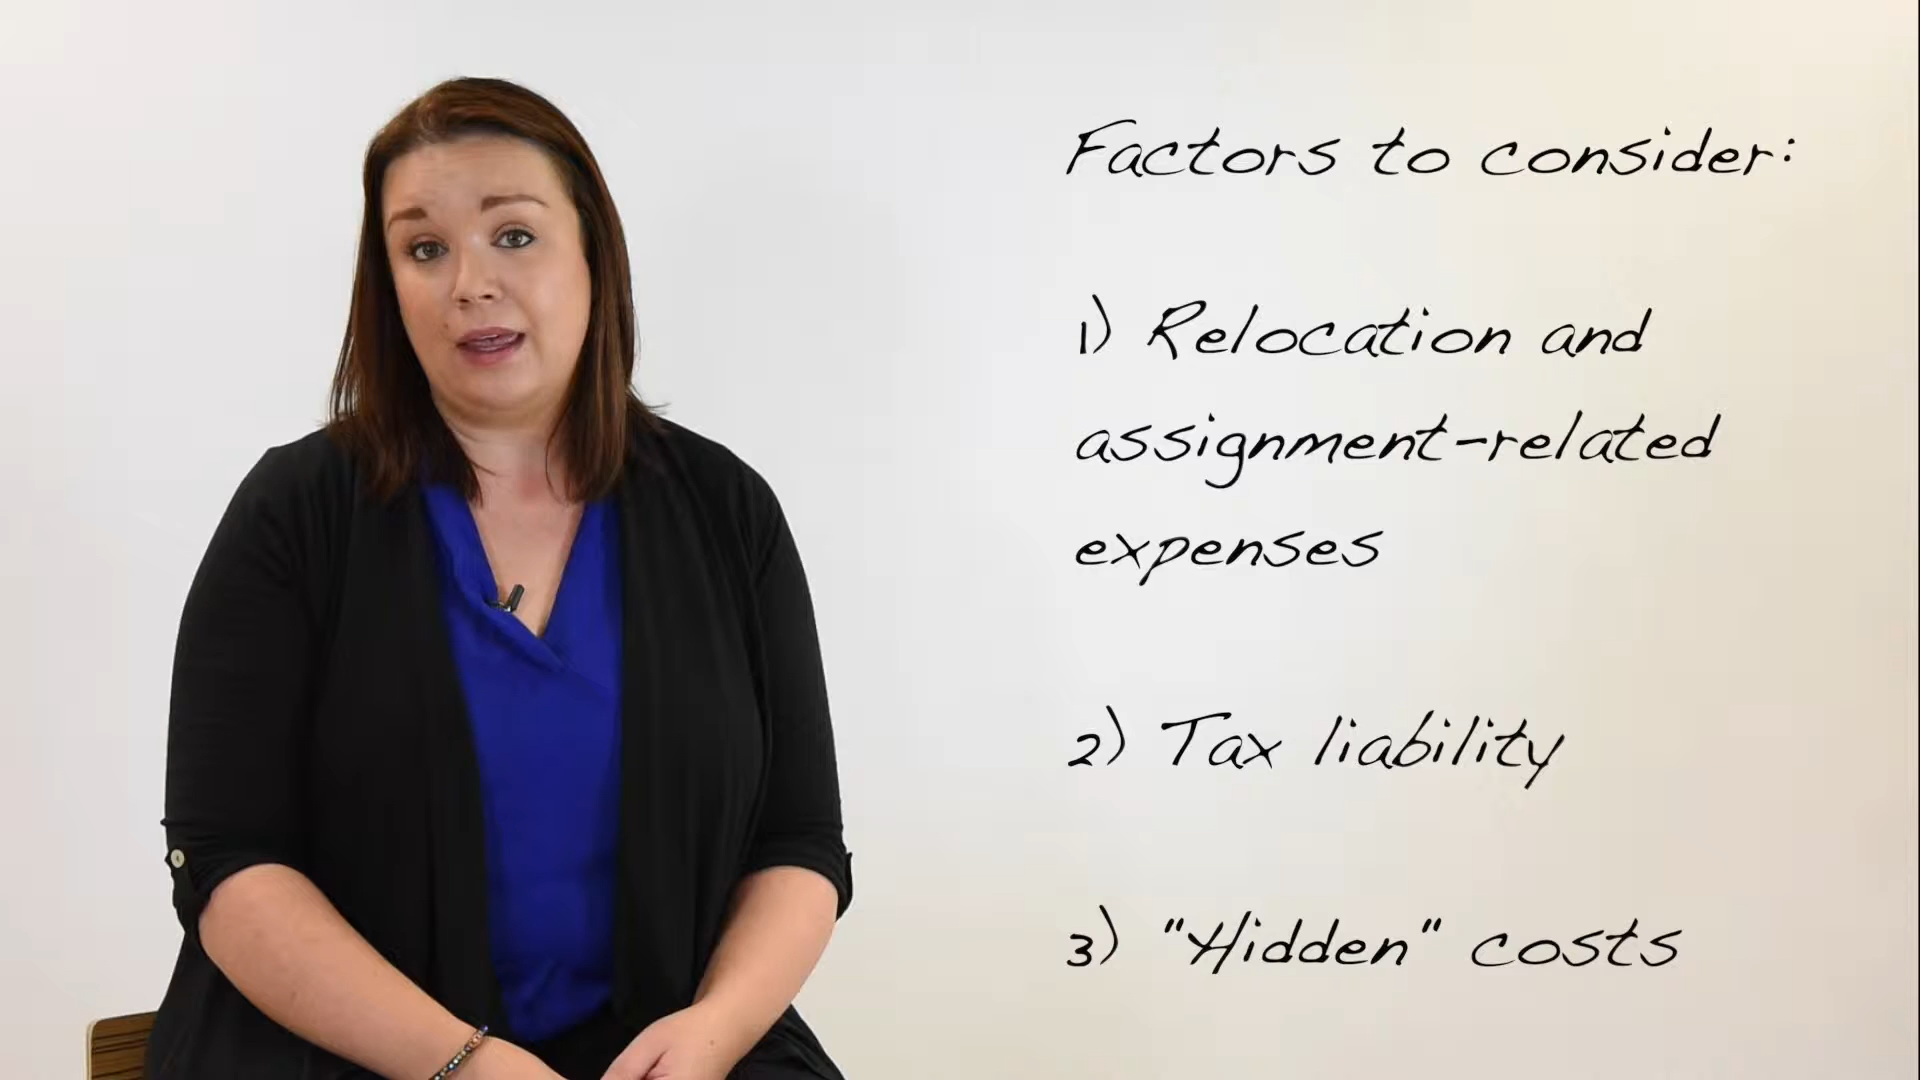 Factors to consider:
1) Relocation and
assignment-related
expenses
2) Tax liability
3) "Hidden" costs